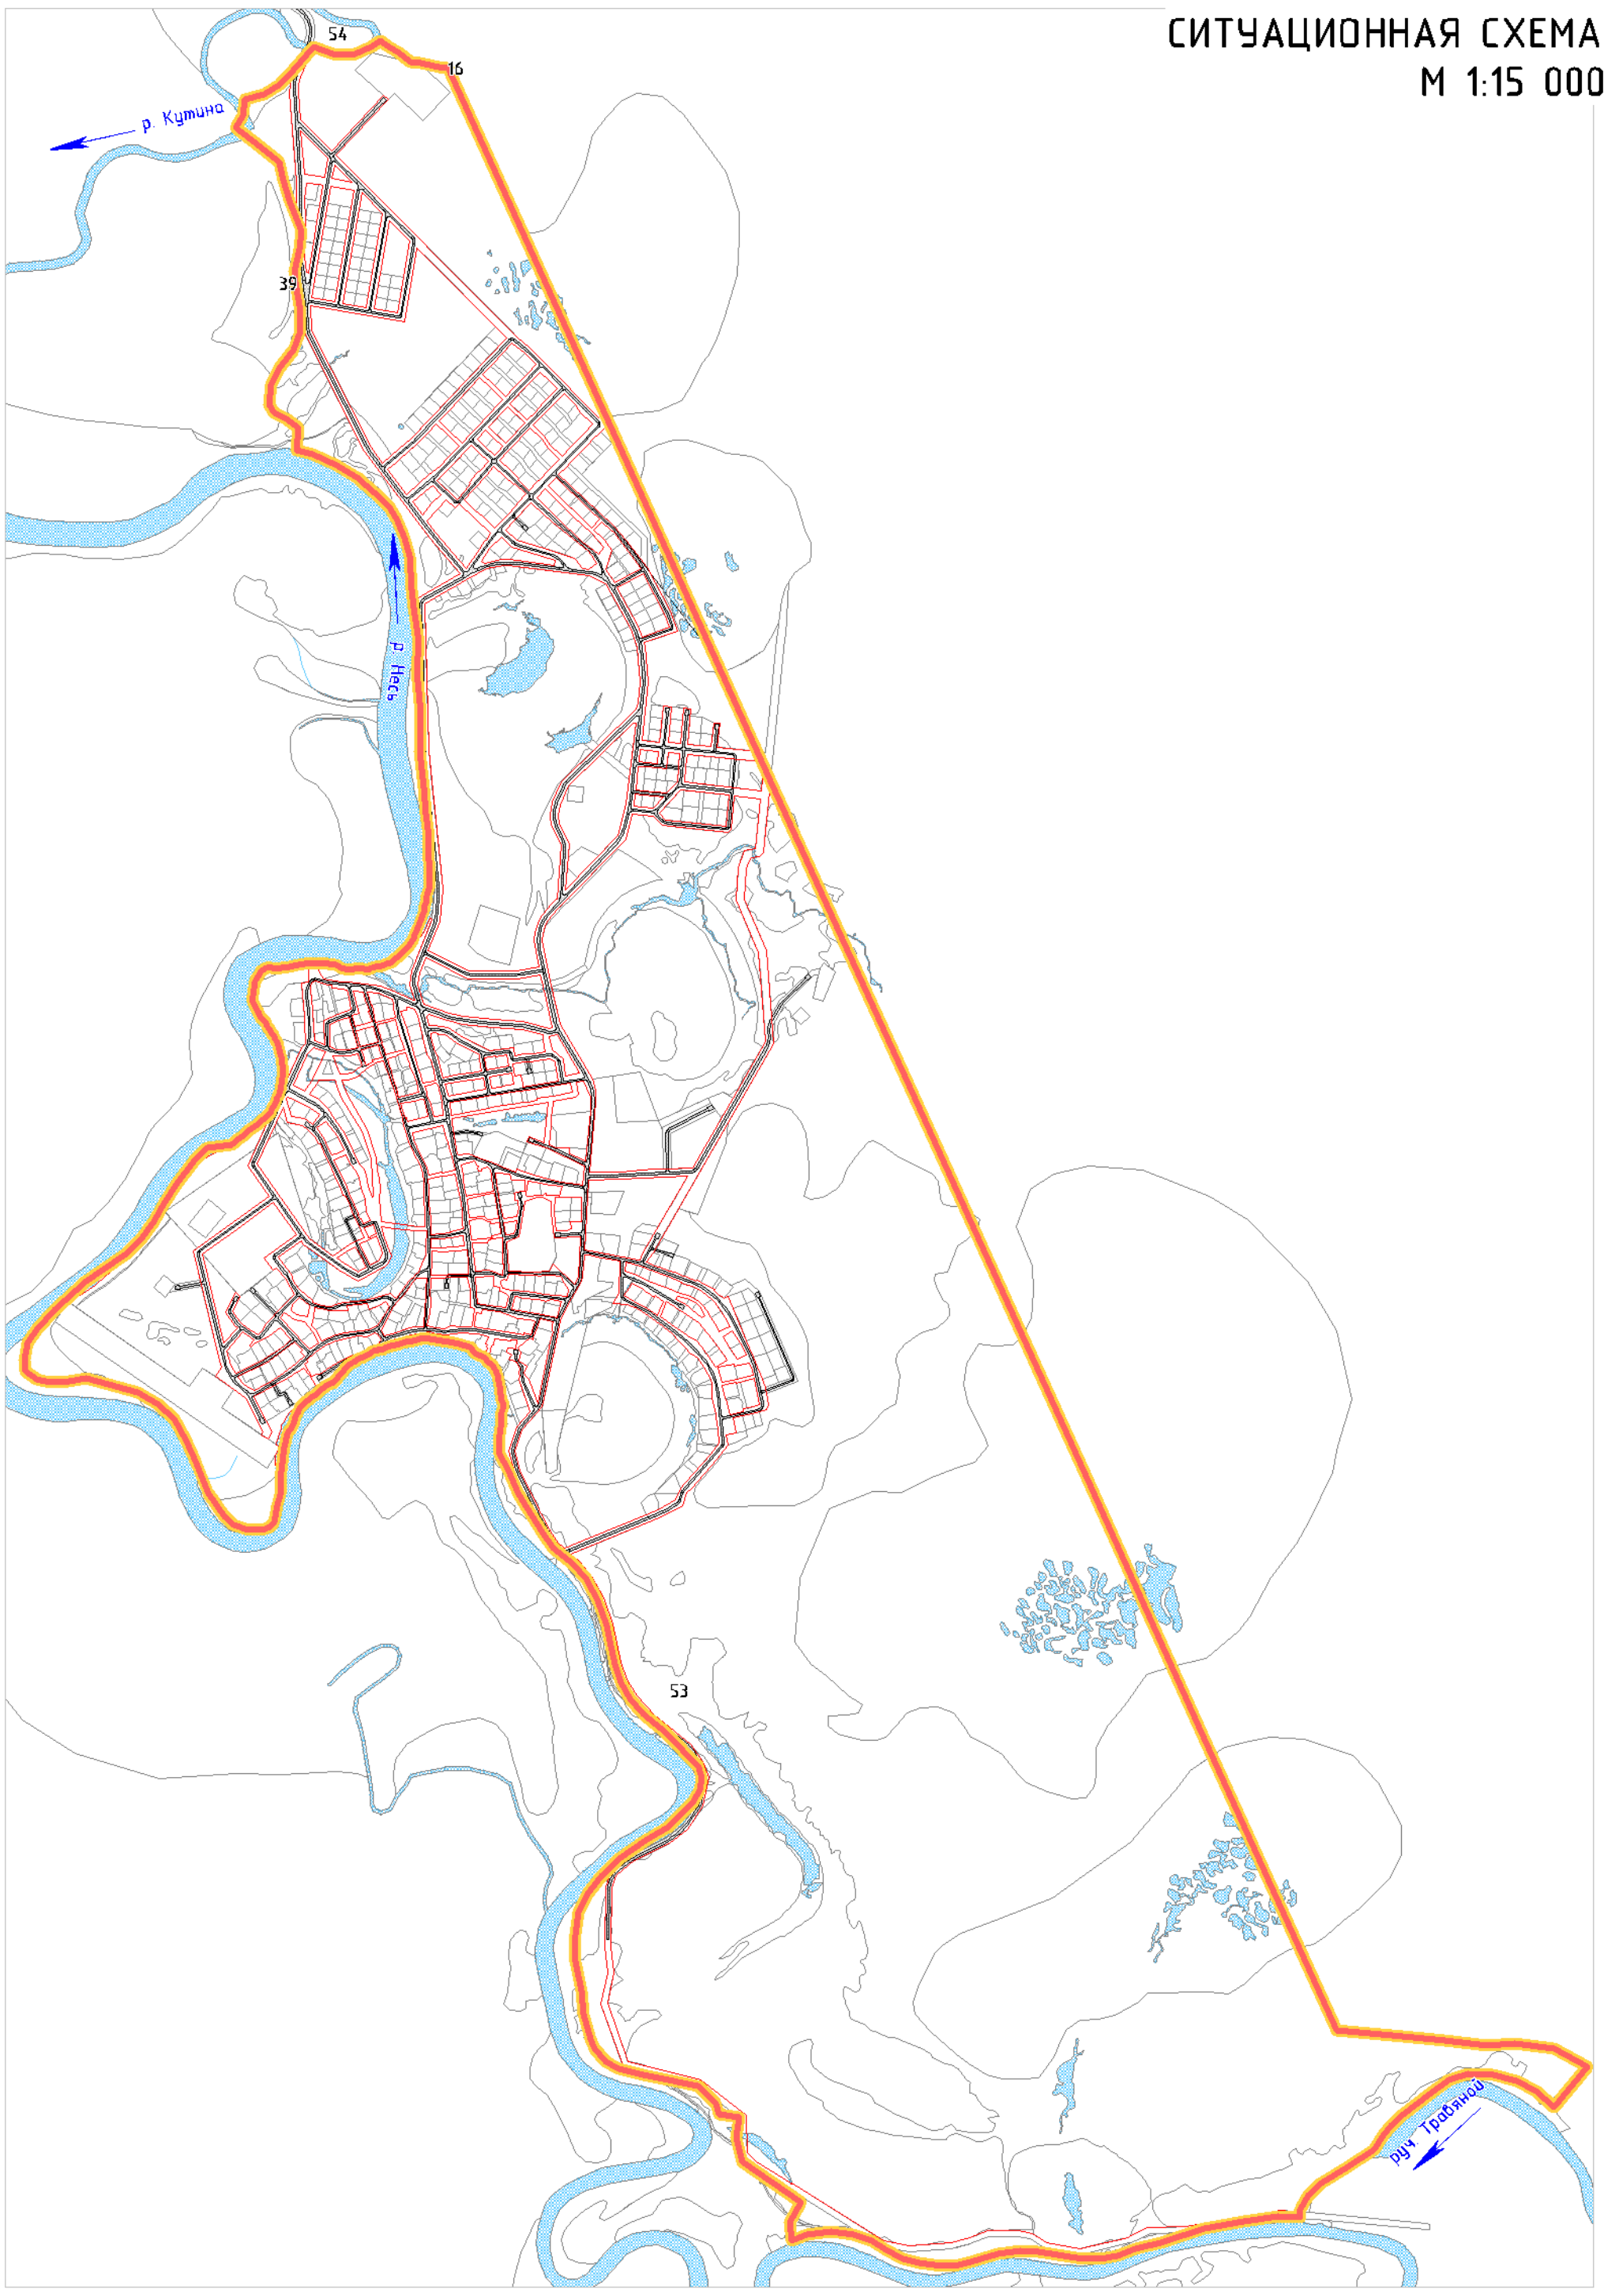 СИТУАЦИОННАЯ СХЕМА
М 1:15 000
54
16
р. Кутина
39
р. Несь
53
руч. Травяной